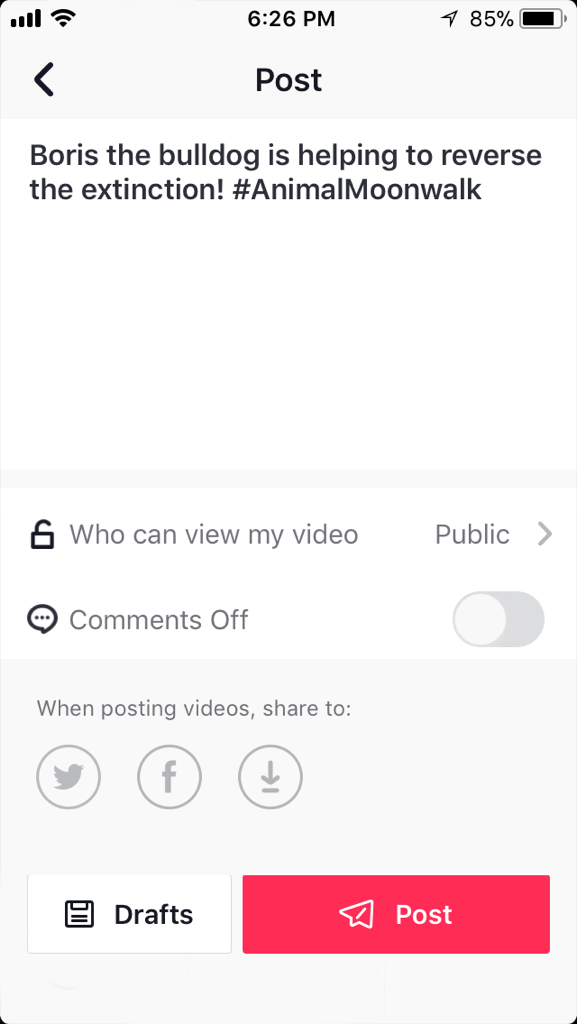 6:26 PM 85%
Post
Boris the bulldog is helping to reverse
the extinction! #AnimalMoonwalk
Who can view my video Public
Comments Off
When posting videos, share to:
Drafts Post